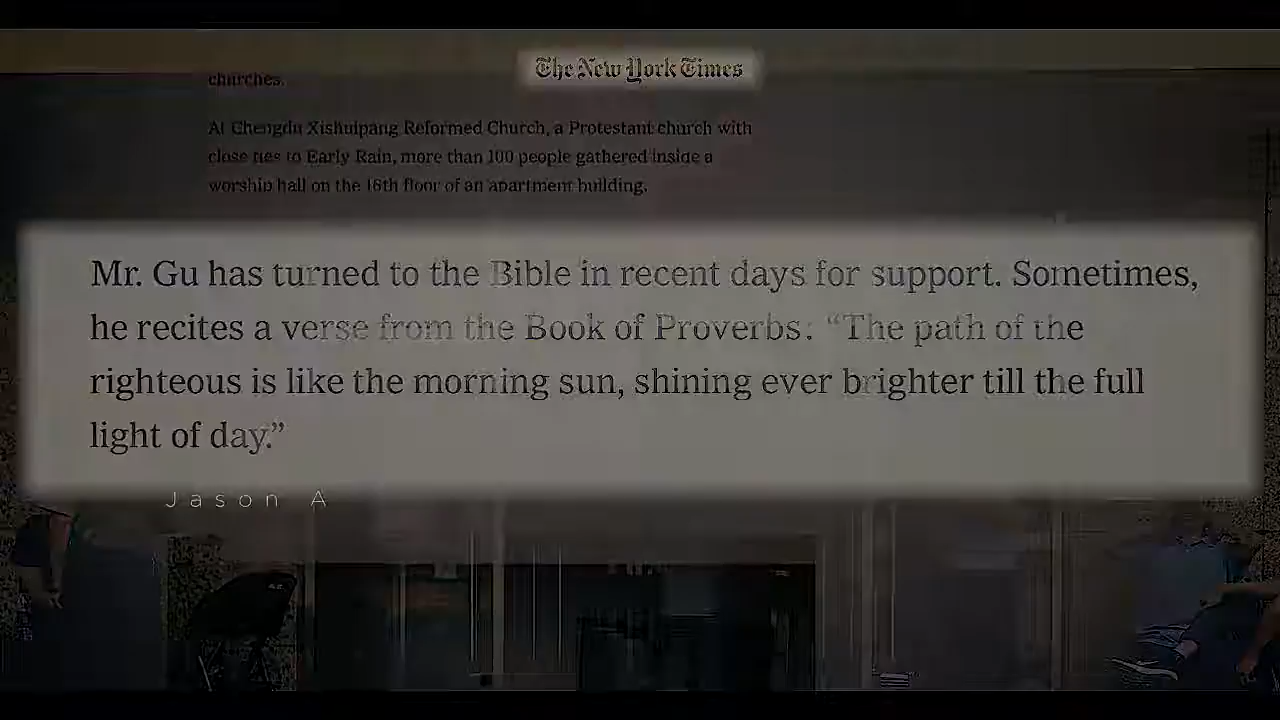 The New York Times
churches.
At Chengdu Xishuipang Reformed Church, a Protestant church with
close ties to Early Rain, more than 100 people gathered inside a
worship hall on the 16th floor of an apartment building.
Mr. Gu has turned to the Bible in recent days for support. Sometimes,
he recites a verse from the Book of Proverbs: “The path of the
righteous is like the morning sun, shining ever brighter till the full
light of day.”
Jason A